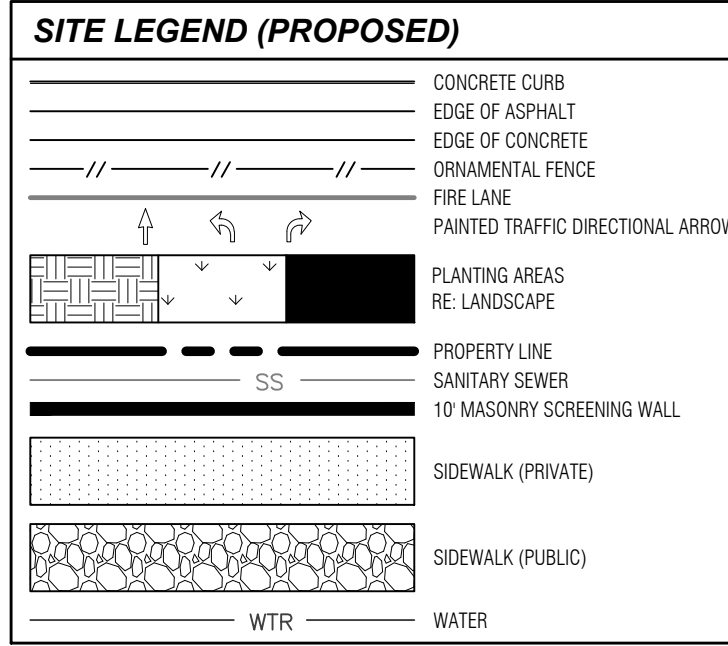 SITE LEGEND (PROPOSED)
CONCRETE CURB
EDGE OF ASPHALT
EDGE OF CONCRETE
// // // ORNAMENTAL FENCE
FIRE LANE
PAINTED TRAFFIC DIRECTIONAL ARROW
PLANTING AREAS
RE: LANDSCAPE
PROPERTY LINE
SS SANITARY SEWER
10' MASONRY SCREENING WALL
SIDEWALK (PRIVATE)
SIDEWALK (PUBLIC)
WTR WATER